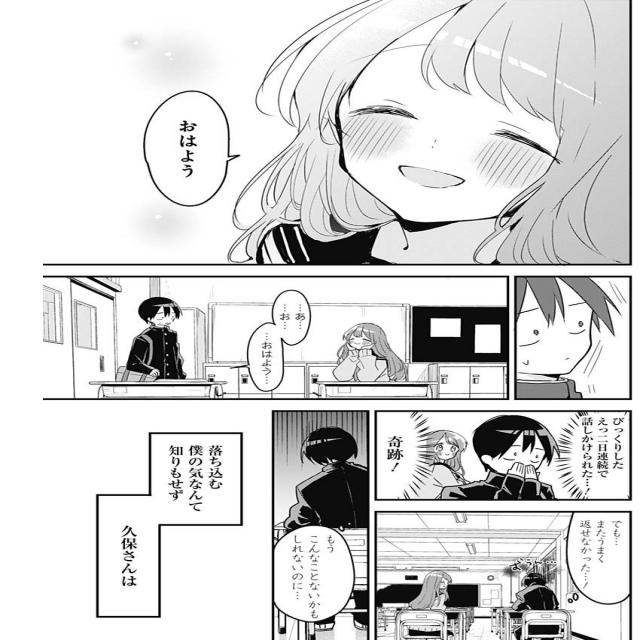 おはよう
…あ…
…お…
…おはよう…
びっくりした
えっ二日連続で
話しかけられた…
奇跡！
でも…
またうまく
返せなかった…！
もう
こんなことないかも
しれないのに…
落ち込む
僕の気なんて
知りもせず
久保さんは